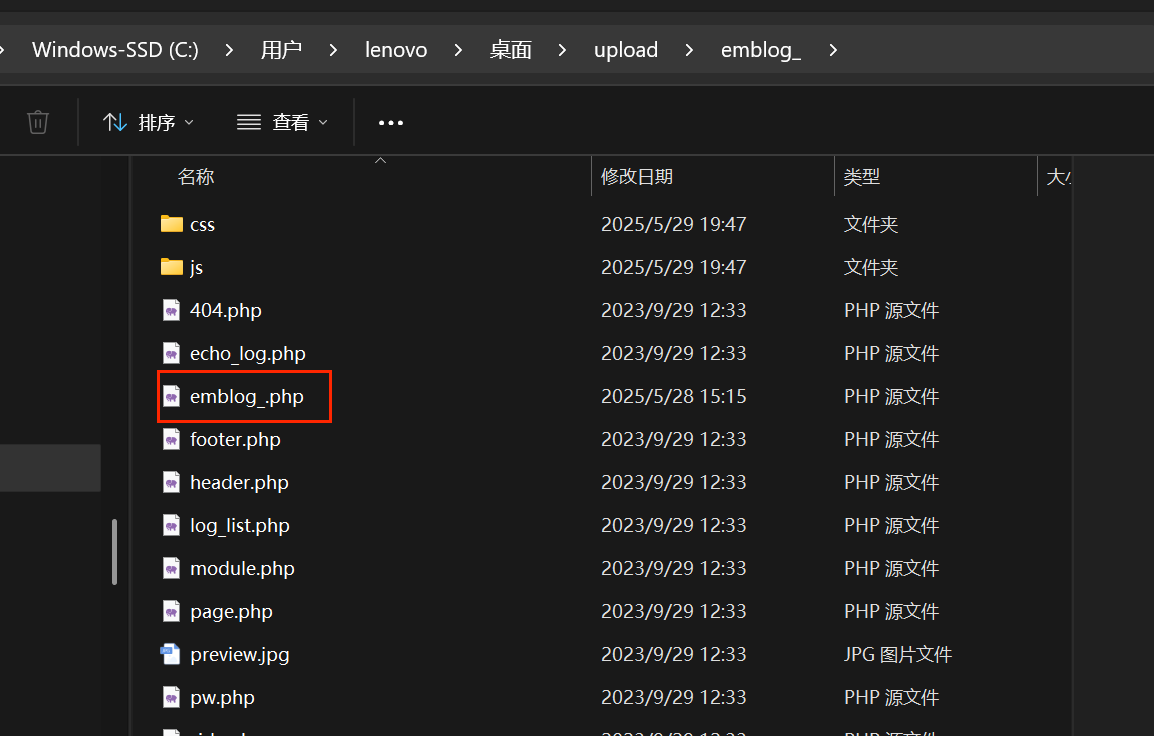 Windows-SSD (C:) > 用户 > lenovo > 桌面 > upload > emblog_ >
排序 查看 ...
名称 修改日期 类型
css 2025/5/29 19:47 文件夹
js 2025/5/29 19:47 文件夹
404.php 2023/9/29 12:33 PHP 源文件
echo_log.php 2023/9/29 12:33 PHP 源文件
emblog_.php 2025/5/28 15:15 PHP 源文件
footer.php 2023/9/29 12:33 PHP 源文件
header.php 2023/9/29 12:33 PHP 源文件
log_list.php 2023/9/29 12:33 PHP 源文件
module.php 2023/9/29 12:33 PHP 源文件
page.php 2023/9/29 12:33 PHP 源文件
preview.jpg 2023/9/29 12:33 JPG 图片文件
pw.php 2023/9/29 12:33 PHP 源文件